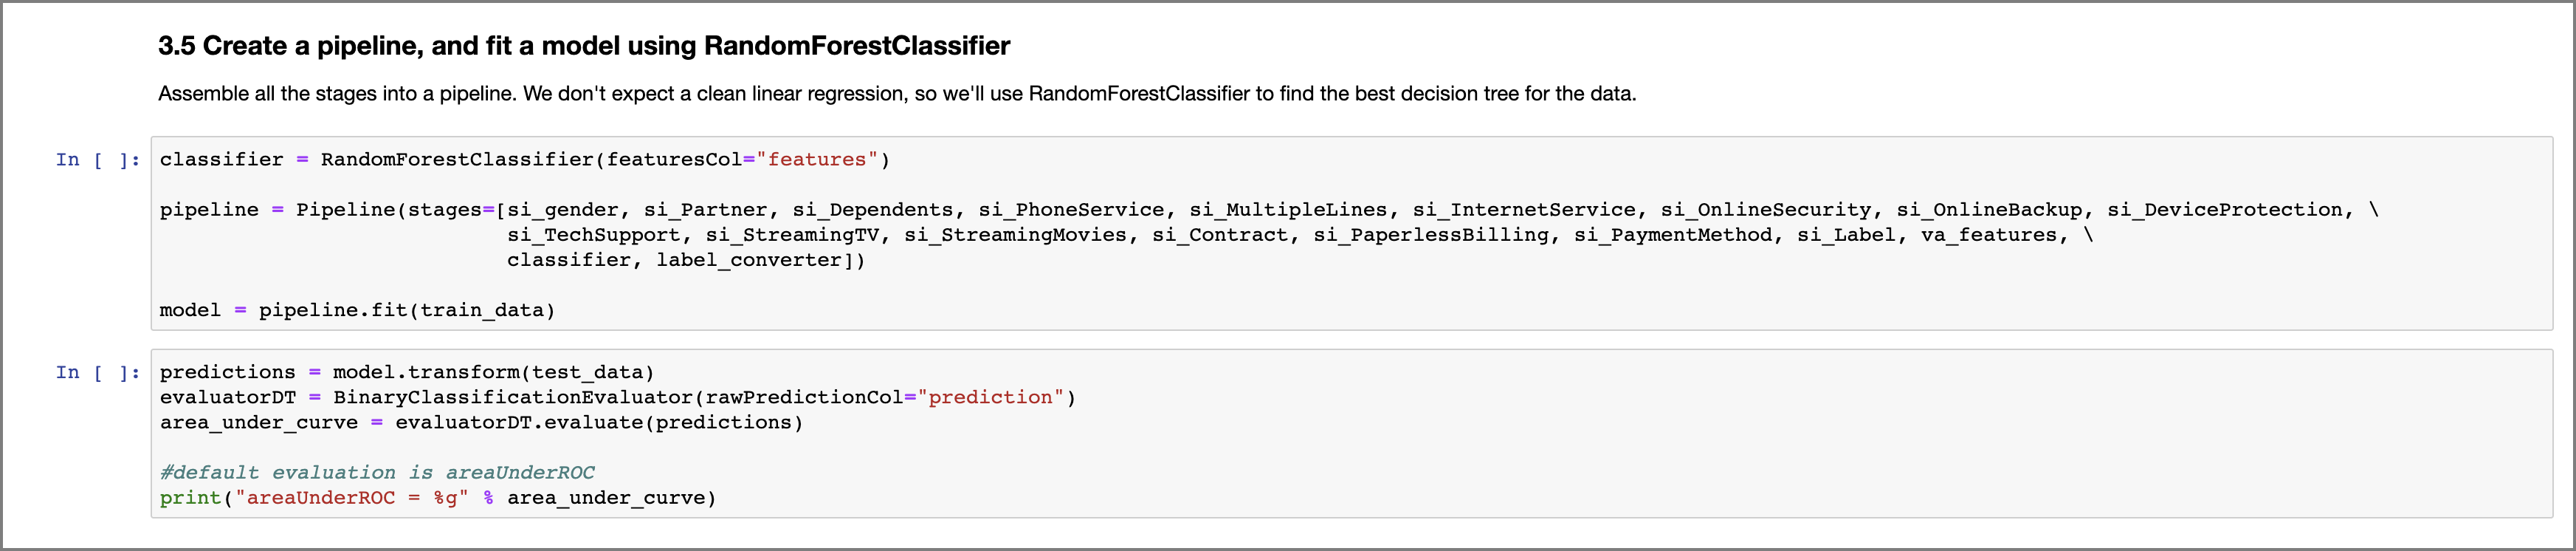 3.5 Create a pipeline, and fit a model using RandomForestClassifier
Assemble all the stages into a pipeline. We don't expect a clean linear regression, so we'll use RandomForestClassifier to find the best decision tree for the data.
In [ ]: classifier = RandomForestClassifier(featuresCol="features")
pipeline = Pipeline(stages=[si_gender, si_Partner, si_Dependents, si_PhoneService, si_MultipleLines, si_InternetService, si_OnlineSecurity, si_OnlineBackup, si_DeviceProtection, \
si_TechSupport, si_StreamingTV, si_StreamingMovies, si_Contract, si_PaperlessBilling, si_PaymentMethod, si_Label, va_features, \
classifier, label_converter])
model = pipeline.fit(train_data)
In [ ]: predictions = model.transform(test_data)
evaluatorDT = BinaryClassificationEvaluator(rawPredictionCol="prediction")
area_under_curve = evaluatorDT.evaluate(predictions)
#default evaluation is areaUnderROC
print("areaUnderROC = %g" % area_under_curve)